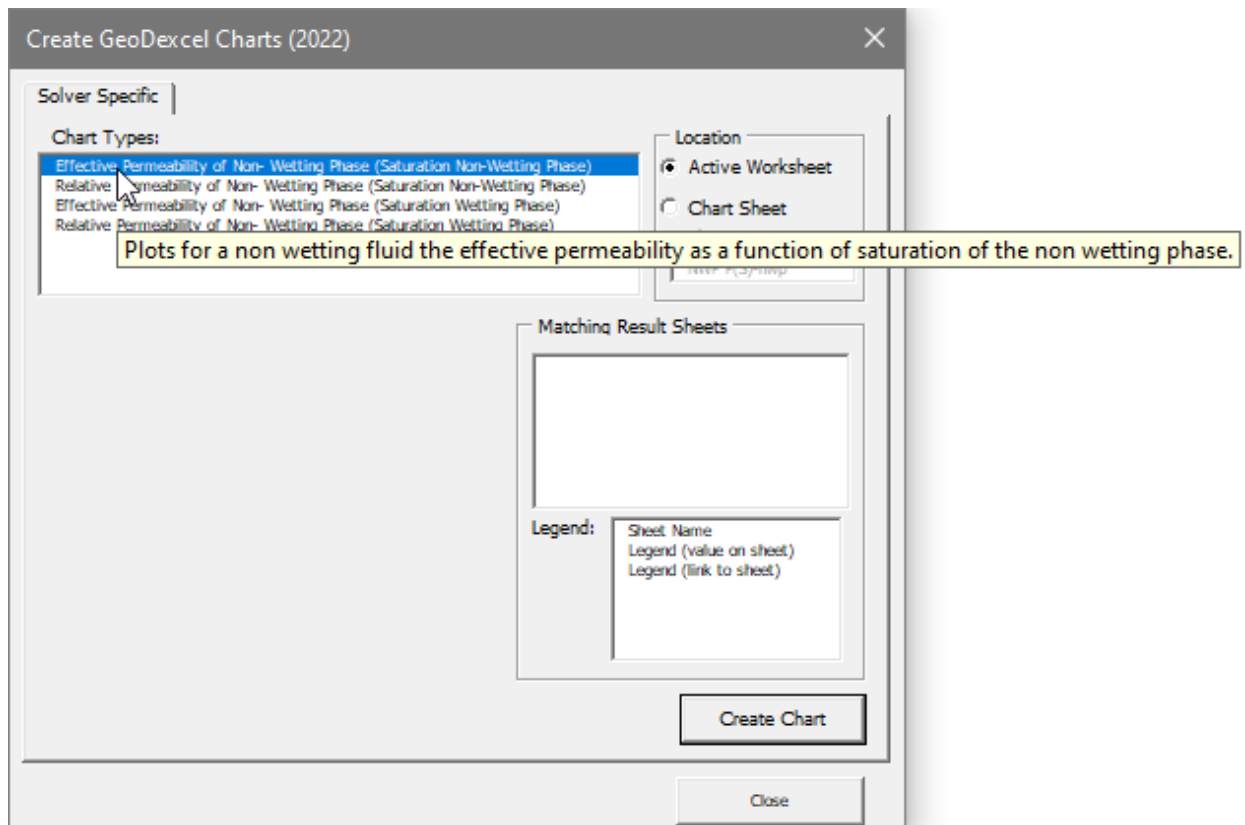 Create GeoDexcel Charts (2022)
Solver Specific
Chart Types:
Effective Permeability of Non- Wetting Phase (Saturation Non-Wetting Phase)
Relative Permeability of Non- Wetting Phase (Saturation Non-Wetting Phase)
Effective Permeability of Non- Wetting Phase (Saturation Wetting Phase)
Relative Permeability of Non- Wetting Phase (Saturation Wetting Phase)
Plots for a non wetting fluid the effective permeability as a function of saturation of the non wetting phase.
Location
Active Worksheet
Chart Sheet
Matching Result Sheets
Legend:
Sheet Name
Legend (value on sheet)
Legend (link to sheet)
Create Chart
Close